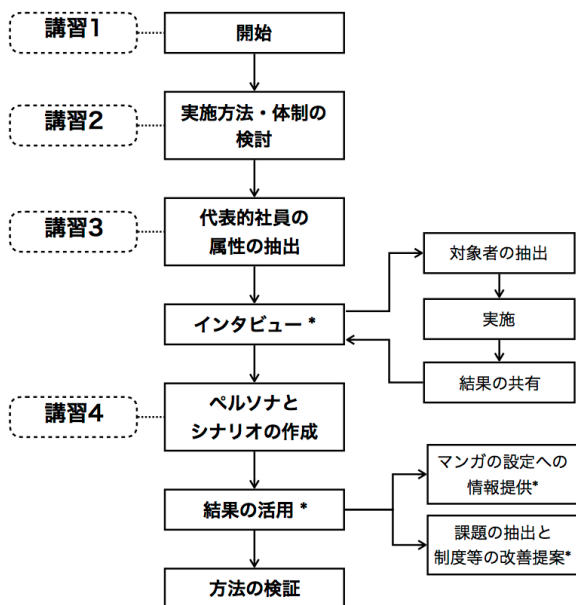 講習1
開始
講習2
実施方法・体制の
検討
講習3
代表的社員の
属性の抽出
対象者の抽出
インタビュー *
実施
結果の共有
講習4
ペルソナと
シナリオの作成
マンガの設定への
情報提供*
結果の活用 *
課題の抽出と
制度等の改善提案*
方法の検証